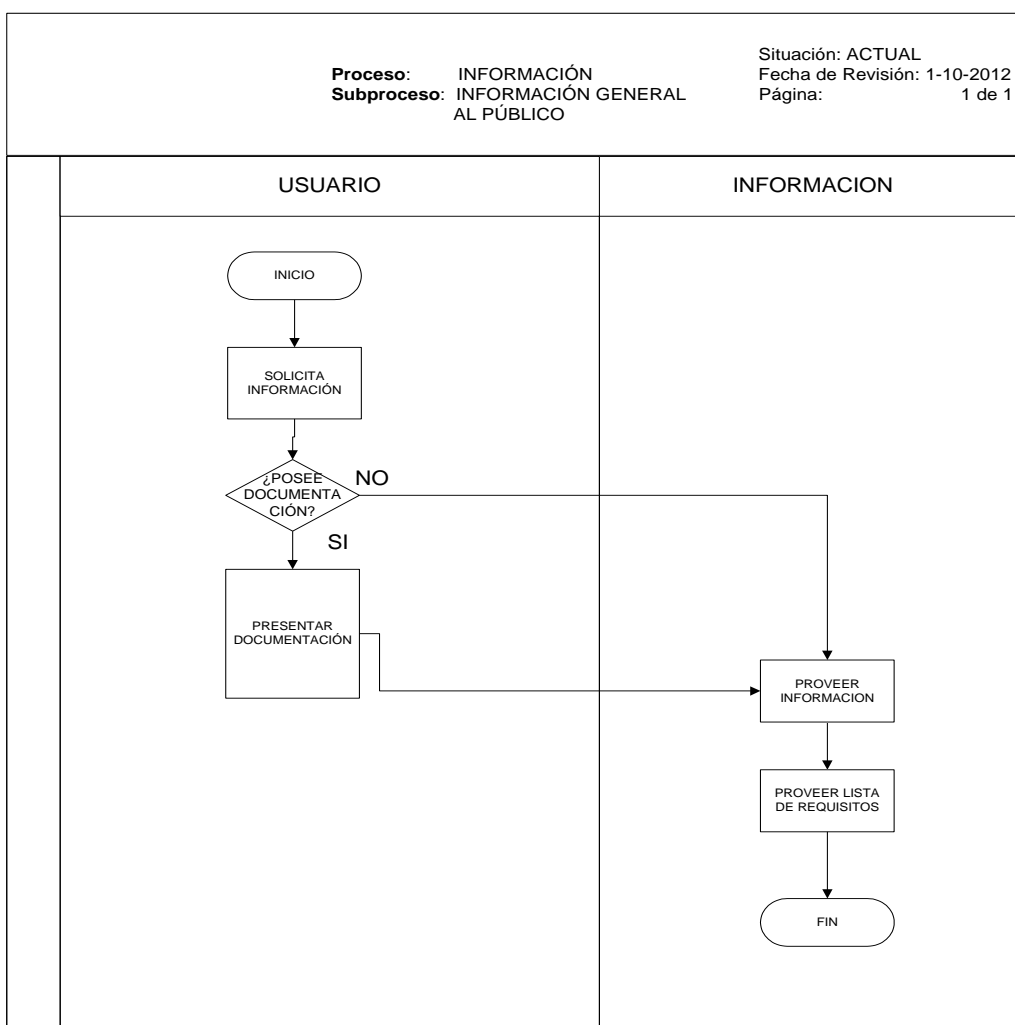 Proceso: INFORMACIÓN
Subproceso: INFORMACIÓN GENERAL
AL PÚBLICO
Situación: ACTUAL
Fecha de Revisión: 1-10-2012
Página: 1 de 1
USUARIO
INFORMACION
INICIO
SOLICITA
INFORMACIÓN
¿POSEE
DOCUMENTA
CIÓN?
NO
SI
PRESENTAR
DOCUMENTACIÓN
PROVEER
INFORMACION
PROVEER LISTA
DE REQUISITOS
FIN